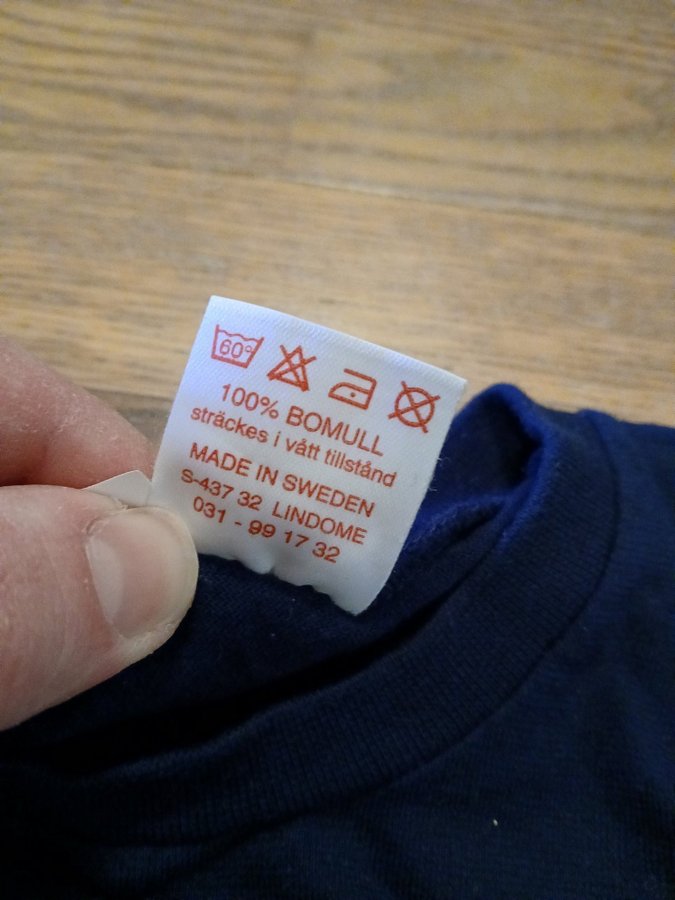 60°
100% BOMULL
sträckes i vått tillstånd
MADE IN SWEDEN
S-437 32 LINDOME
031 - 99 17 32